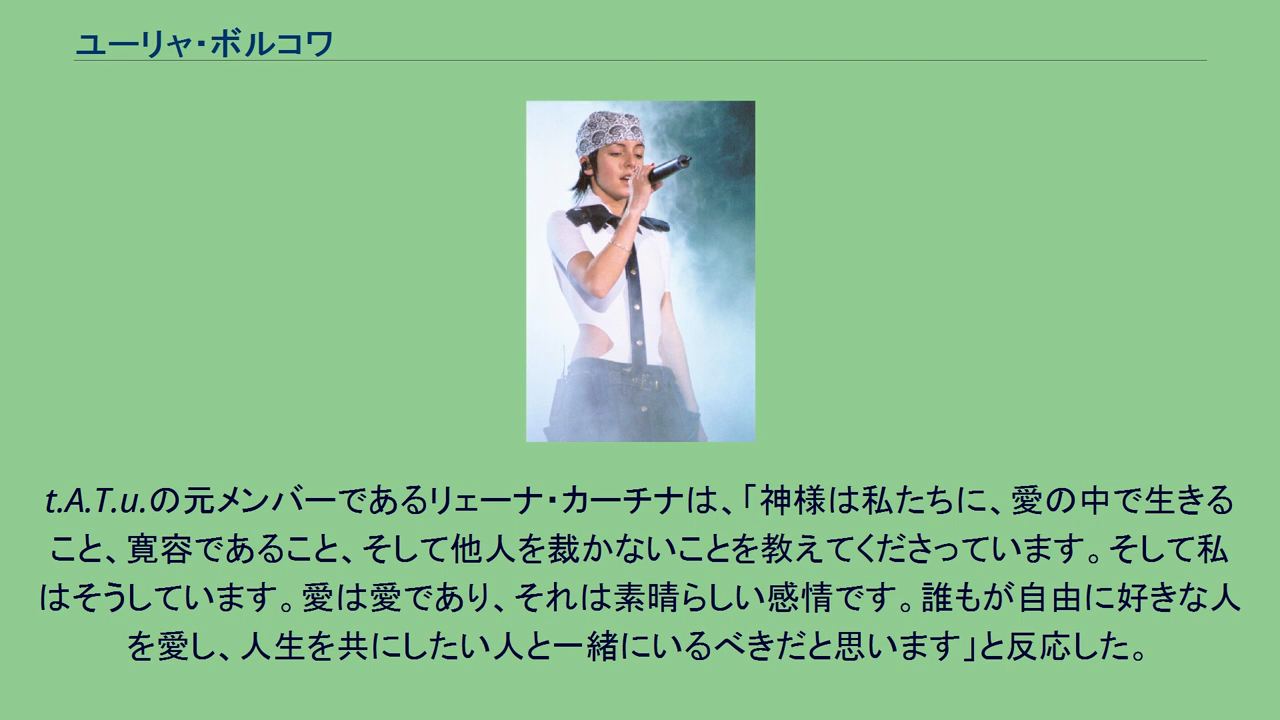 ユーリャ・ボルコワ
t.A.T.u.の元メンバーであるリェーナ・カーチナは、「神様は私たちに、愛の中で生きる
こと、寛容であること、そして他人を裁かないことを教えてくださっています。そして私
はそうしています。愛は愛であり、それは素晴らしい感情です。誰もが自由に好きな人
を愛し、人生を共にしたい人と一緒にいるべきだと思います」と反応した。